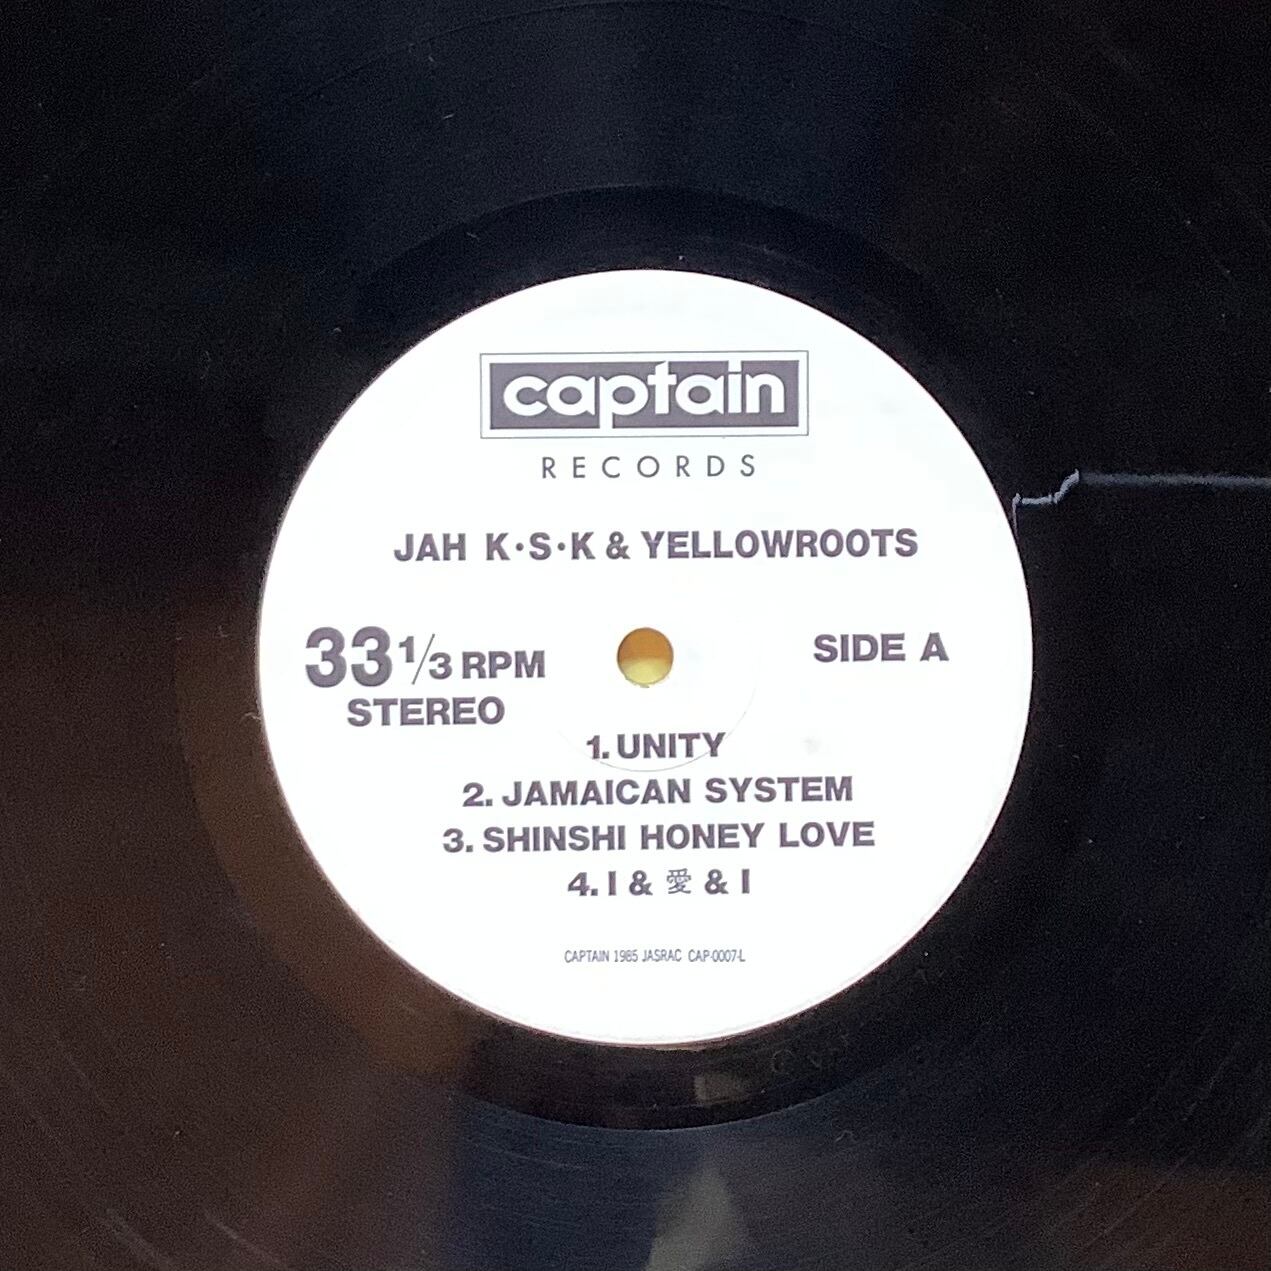 captain
RECORDS
JAH K·S·K & YELLOWROOTS
33 1/3 RPM
STEREO
SIDE A
1. UNITY
2. JAMAICAN SYSTEM
3. SHINSHI HONEY LOVE
4. I & 愛 & I
CAPTAIN 1985 JASRAC CAP-0007-L